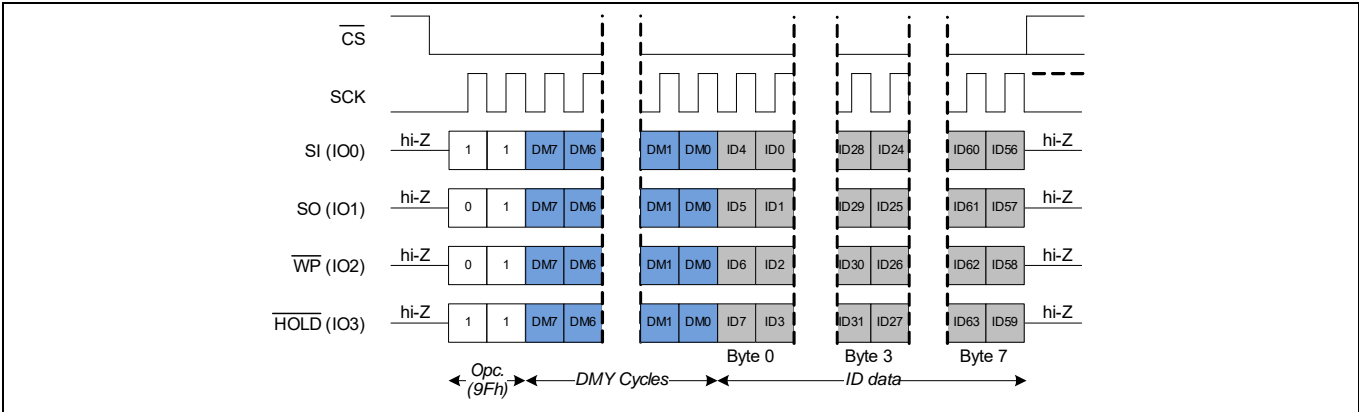 CS
SCK
SI (IO0) hi-Z 1 1 DM7 DM6 DM1 DM0 ID4 ID0 ID28 ID24 ID60 ID56 hi-Z
SO (IO1) hi-Z 0 1 DM7 DM6 DM1 DM0 ID5 ID1 ID29 ID25 ID61 ID57 hi-Z
WP (IO2) hi-Z 0 1 DM7 DM6 DM1 DM0 ID6 ID2 ID30 ID26 ID62 ID58 hi-Z
HOLD (IO3) hi-Z 1 1 DM7 DM6 DM1 DM0 ID7 ID3 ID31 ID27 ID63 ID59 hi-Z
Byte 0 Byte 3 Byte 7
Opc. DMY Cycles ID data
(9Fh)